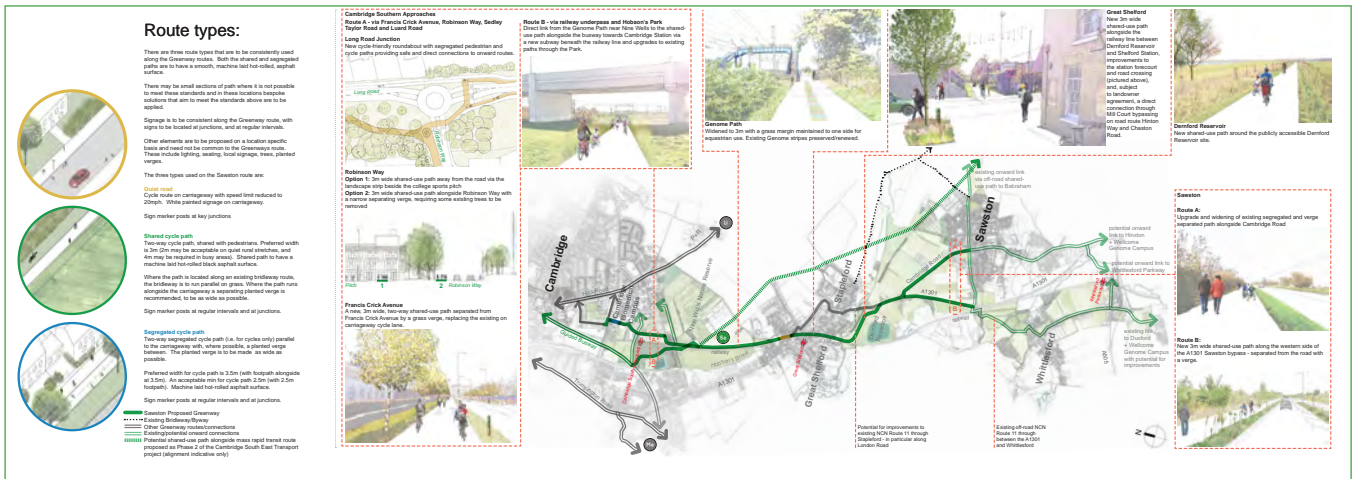 Route types:
There are three route types that are to be consistently used
along the Greenway routes. Both the shared and segregated
paths are to have a smooth, machine laid hot-rolled, asphalt
surface.
There may be small sections of path where it is not possible
to meet these standards and in these locations bespoke
solutions that aim to meet the standards above are to be
applied.
Signage is to be consistent along the Greenway route, with
signs to be located at junctions, and at regular intervals.
Other elements are to be proposed on a location specific
basis and need not be common to the Greenways route.
These include lighting, seating, local signage, trees, planted
verges.
The three types used on the Sawston route are:
Quiet road
Cycle route on carriageway with speed limit reduced to
20mph. White painted signage on carriageway.
Sign marker posts at key junctions
Shared cycle path
Two-way cycle path, shared with pedestrians. Preferred width
is 3m (2m may be acceptable on quiet rural stretches, and
4m may be required in busy areas). Shared path to have a
machine laid hot-rolled black asphalt surface.
Where the path is located along an existing bridleway route,
the bridleway is to run parallel on grass. Where the path runs
alongside the carriageway a separating planted verge is
recommended, to be as wide as possible.
Sign marker posts at regular intervals and at junctions.
Segregated cycle path
Two-way segregated cycle path (i.e. for cycles only) parallel
to the carriageway with, where possible, a planted verge
between. The planted verge is to be made as wide as
possible.
Preferred width for cycle path is 3.5m (with footpath alongside
at 3.5m). An acceptable min for cycle path 2.5m (with 2.5m
footpath). Machine laid hot-rolled asphalt surface.
Sign marker posts at regular intervals and at junctions.
Sawston Proposed Greenway
Existing Bridleway/Byway
Other Greenway routes/connections
Existing/potential onward connections
Potential shared-use path alongside mass rapid transit route
proposed as Phase 2 of the Cambridge South East Transport
project (alignment indicative only)
Cambridge Southern Approaches
Route A - via Francis Crick Avenue, Robinson Way, Sedley
Taylor Road and Luard Road
Long Road Junction
New cycle-friendly roundabout with segregated pedestrian and
cycle paths providing safe and direct connections to onward routes.
Long Road
Robinson Way
Robinson Way
Option 1: 3m wide shared-use path away from the road via the
landscape strip beside the college sports pitch
Option 2: 3m wide shared-use path alongside Robinson Way with
a narrow separating verge, requiring some existing trees to be
removed
Pitch
1
2
Robinson Way
Francis Crick Avenue
A new, 3m wide, two-way shared-use path separated from
Francis Crick Avenue by a grass verge, replacing the existing on
carriageway cycle lane.
Route B - via railway underpass and Hobson's Park
Direct link from the Genome Path near Nine Wells to the shared-
use path alongside the busway towards Cambridge Station via
a new subway beneath the railway line and upgrades to existing
paths through the Park.
Genome Path
Widened to 3m with a grass margin maintained to one side for
equestrian use. Existing Genome stripes preserved/renewed.
Great Shelford
New 3m wide
shared-use path
alongside the
railway line between
Dernford Reservoir
and Shelford Station,
improvements to
the station forecourt
and road crossing
(pictured above),
and, subject
to landowner
agreement, a direct
connection through
Mill Court bypassing
on road route Hinton
Way and Chaston
Road.
Dernford Reservoir
New shared-use path around the publicly accessible Dernford
Reservoir site.
Cambridge
Guided Busway
P+R
Li
Sa
Me
A
B
railway
Hobson's Brook
A1301
Great Shelford
Stapleford
Cambridge Road
A1301
Sawston
A
B
railway
Whittlesford
A505
existing onward link
via off-road shared-
use path to Babraham
potential onward
link to Hinxton
+ Wellcome
Genome Campus
potential onward link to
Whittlesford Parkway
existing link
to Duxford
+ Wellcome
Genome Campus
with potential for
improvements
N
Potential for improvements to
existing NCN Route 11 through
Stapleford - in particular along
London Road
Existing off-road NCN
Route 11 through
between the A1301
and Whittlesford
Sawston
Route A:
Upgrade and widening of existing segregated and verge
separated path alongside Cambridge Road
Route B:
New 3m wide shared-use path along the western side of
the A1301 Sawston bypass - separated from the road with
a verge.